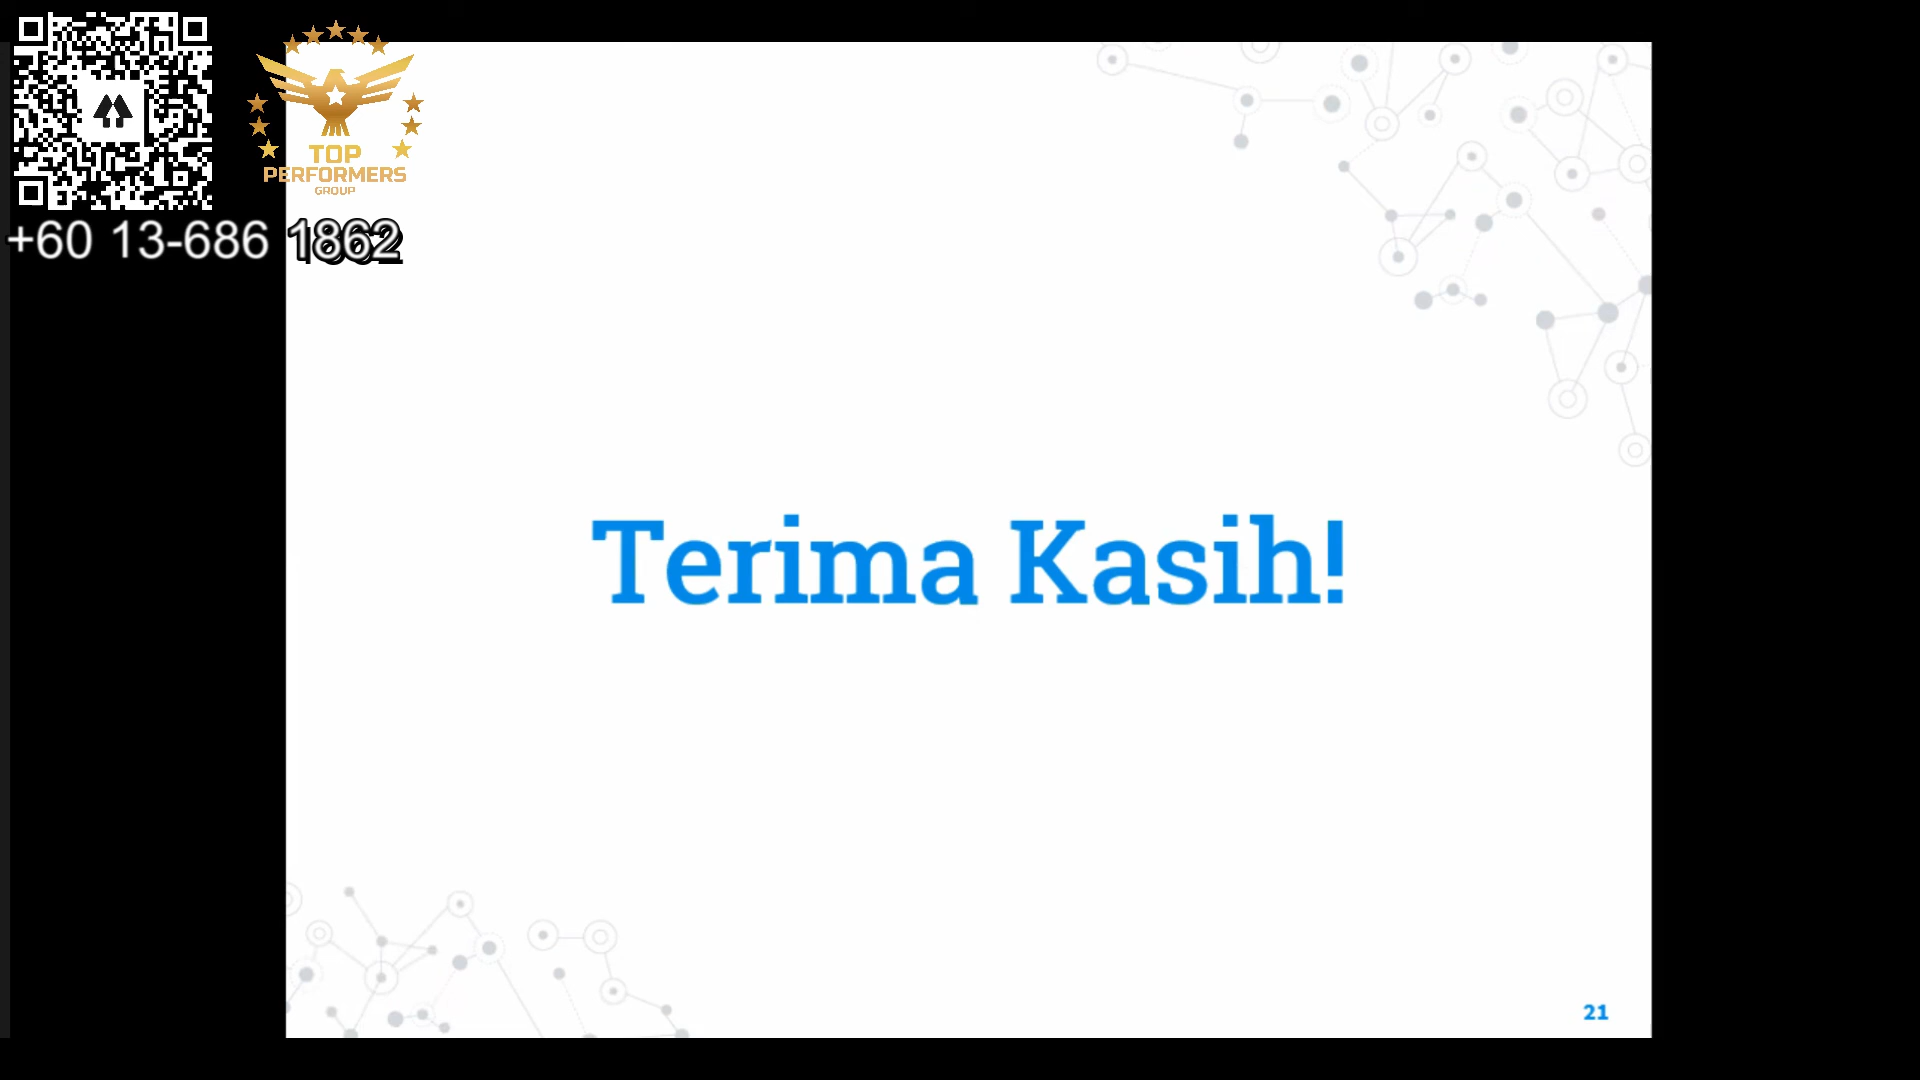 TOP
PERFORMERS
GROUP
+60 13-686 1862
Terima Kasih!
21